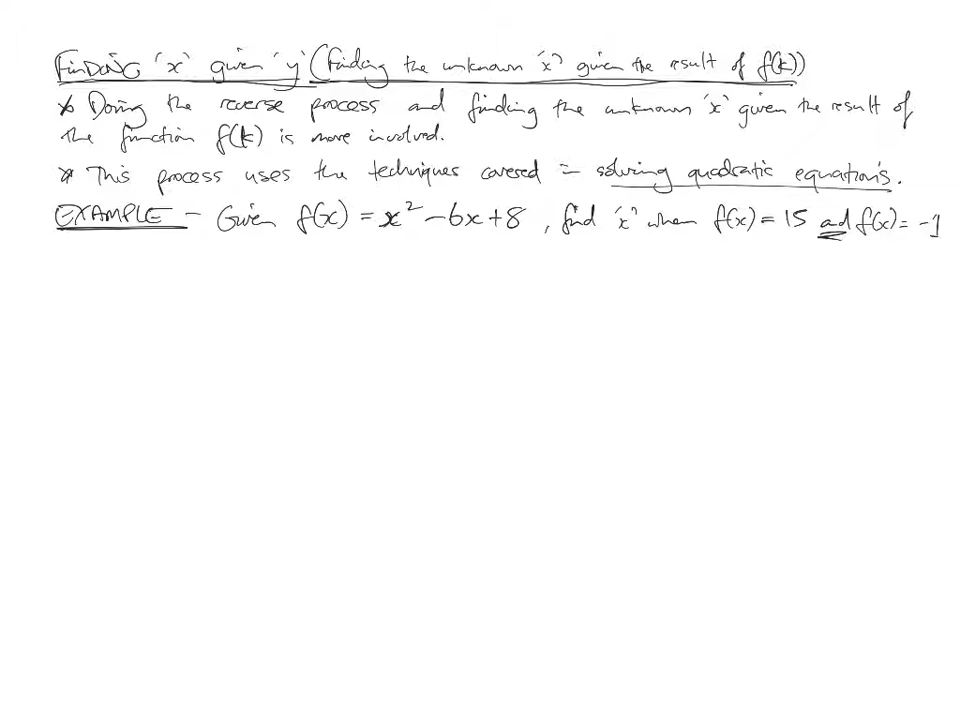 FINDING 'x' given 'y' (Finding the unknown 'x' given the result of f(k))
* Doing the reverse process and finding the unknown 'x' given the result of
the function f(k) is more involved.
* This process uses the techniques covered in solving quadratic equations.
EXAMPLE - Given f(x) = x² - 6x + 8, find 'x' when f(x) = 15 and f(x) = -1